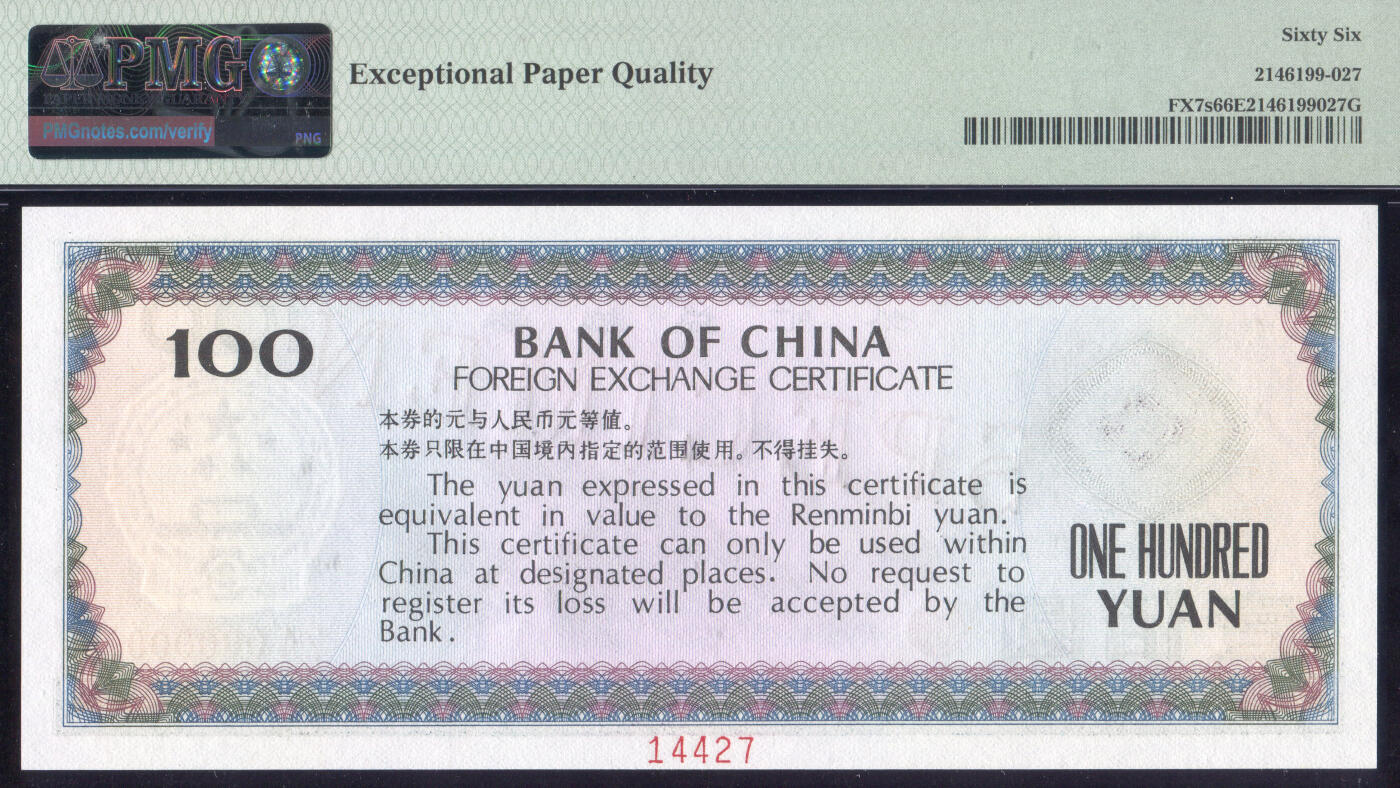 PMG
PAPER MONEY GUARANTY
PMGnotes.com/verify
PNG
Exceptional Paper Quality
Sixty Six
2146199-027
FX7s66E2146199027G
100
BANK OF CHINA
FOREIGN EXCHANGE CERTIFICATE
本券的元与人民币元等值。
本券只限在中国境内指定的范围使用。不得挂失。
The yuan expressed in this certificate is
equivalent in value to the Renminbi yuan.
This certificate can only be used within
China at designated places. No request to
register its loss will be accepted by the
Bank.
ONE HUNDRED
YUAN
14427